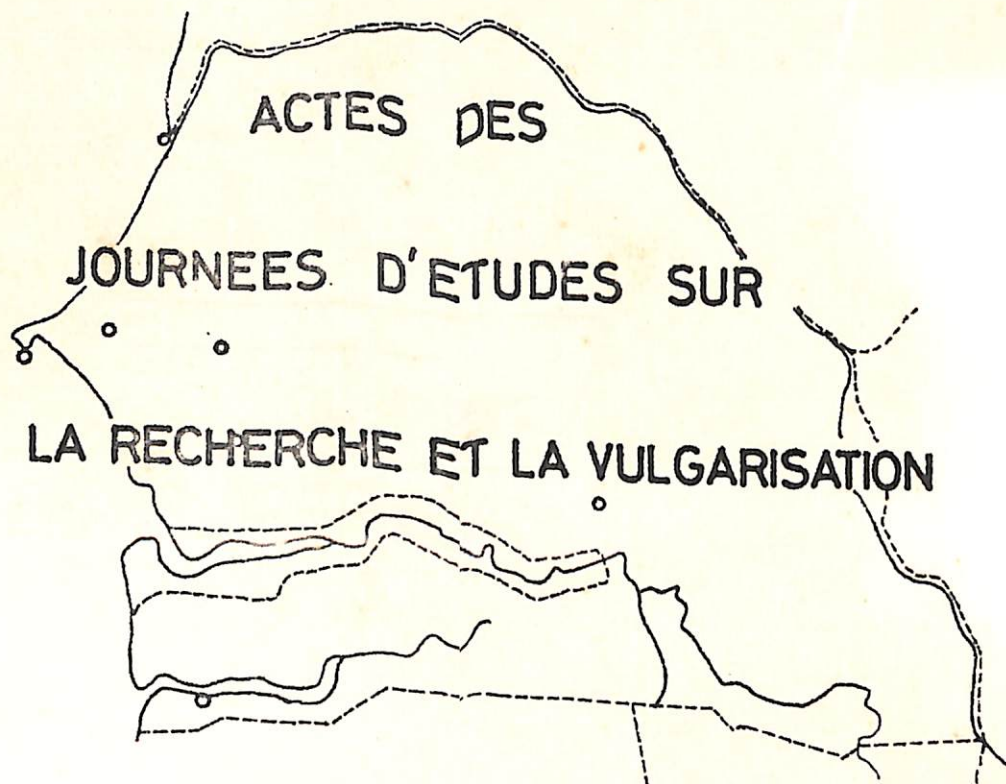 ACTES DES
JOURNEES D'ETUDES SUR
LA RECHERCHE ET LA VULGARISATION